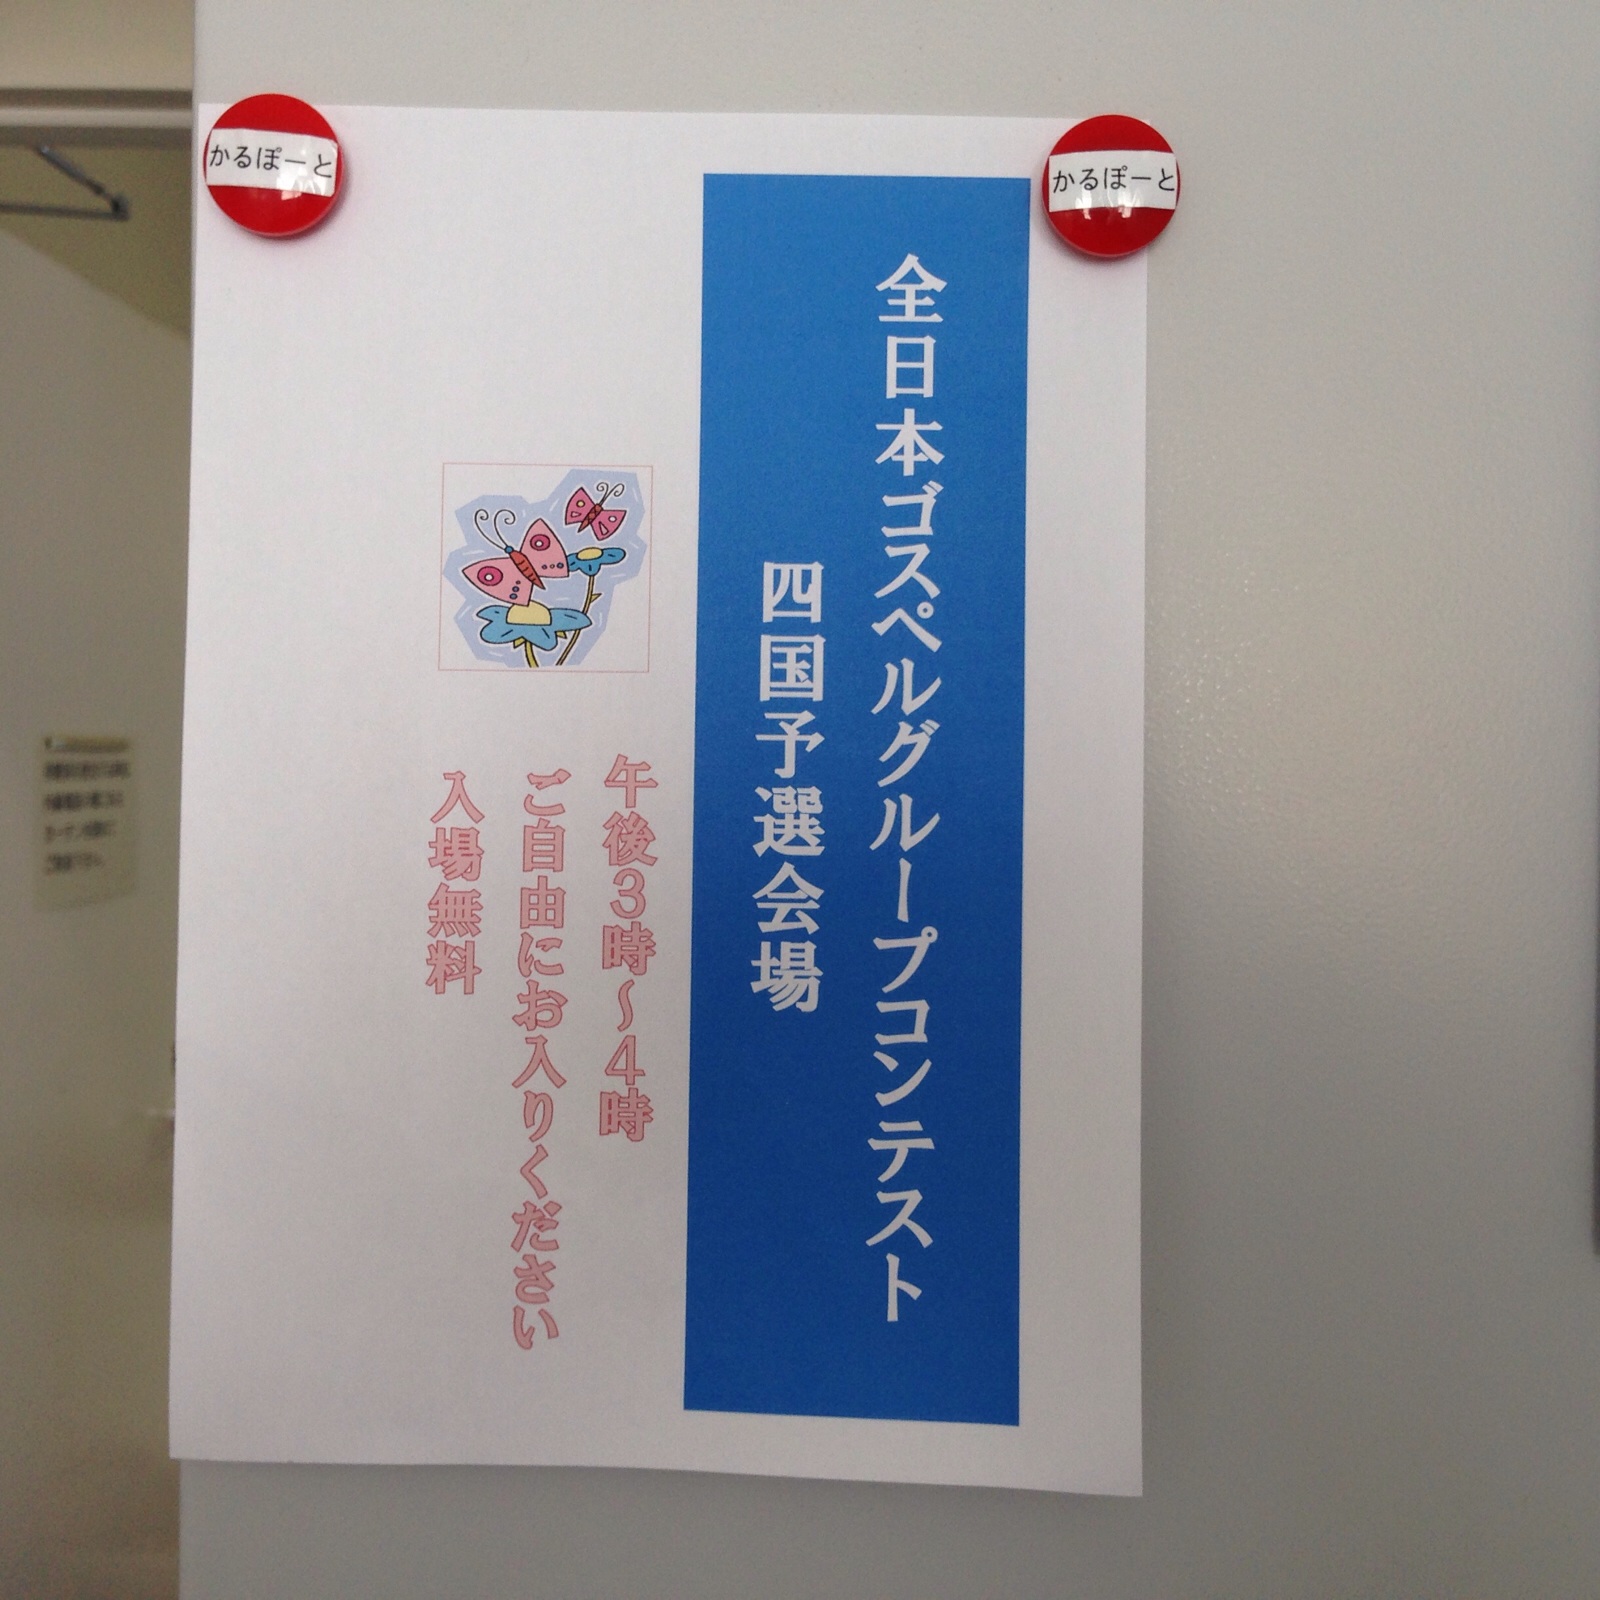 かるぽーと
かるぽーと
全日本ゴスペルグループコンテスト
四国予選会場
午後3時～4時
ご自由にお入りください
入場無料